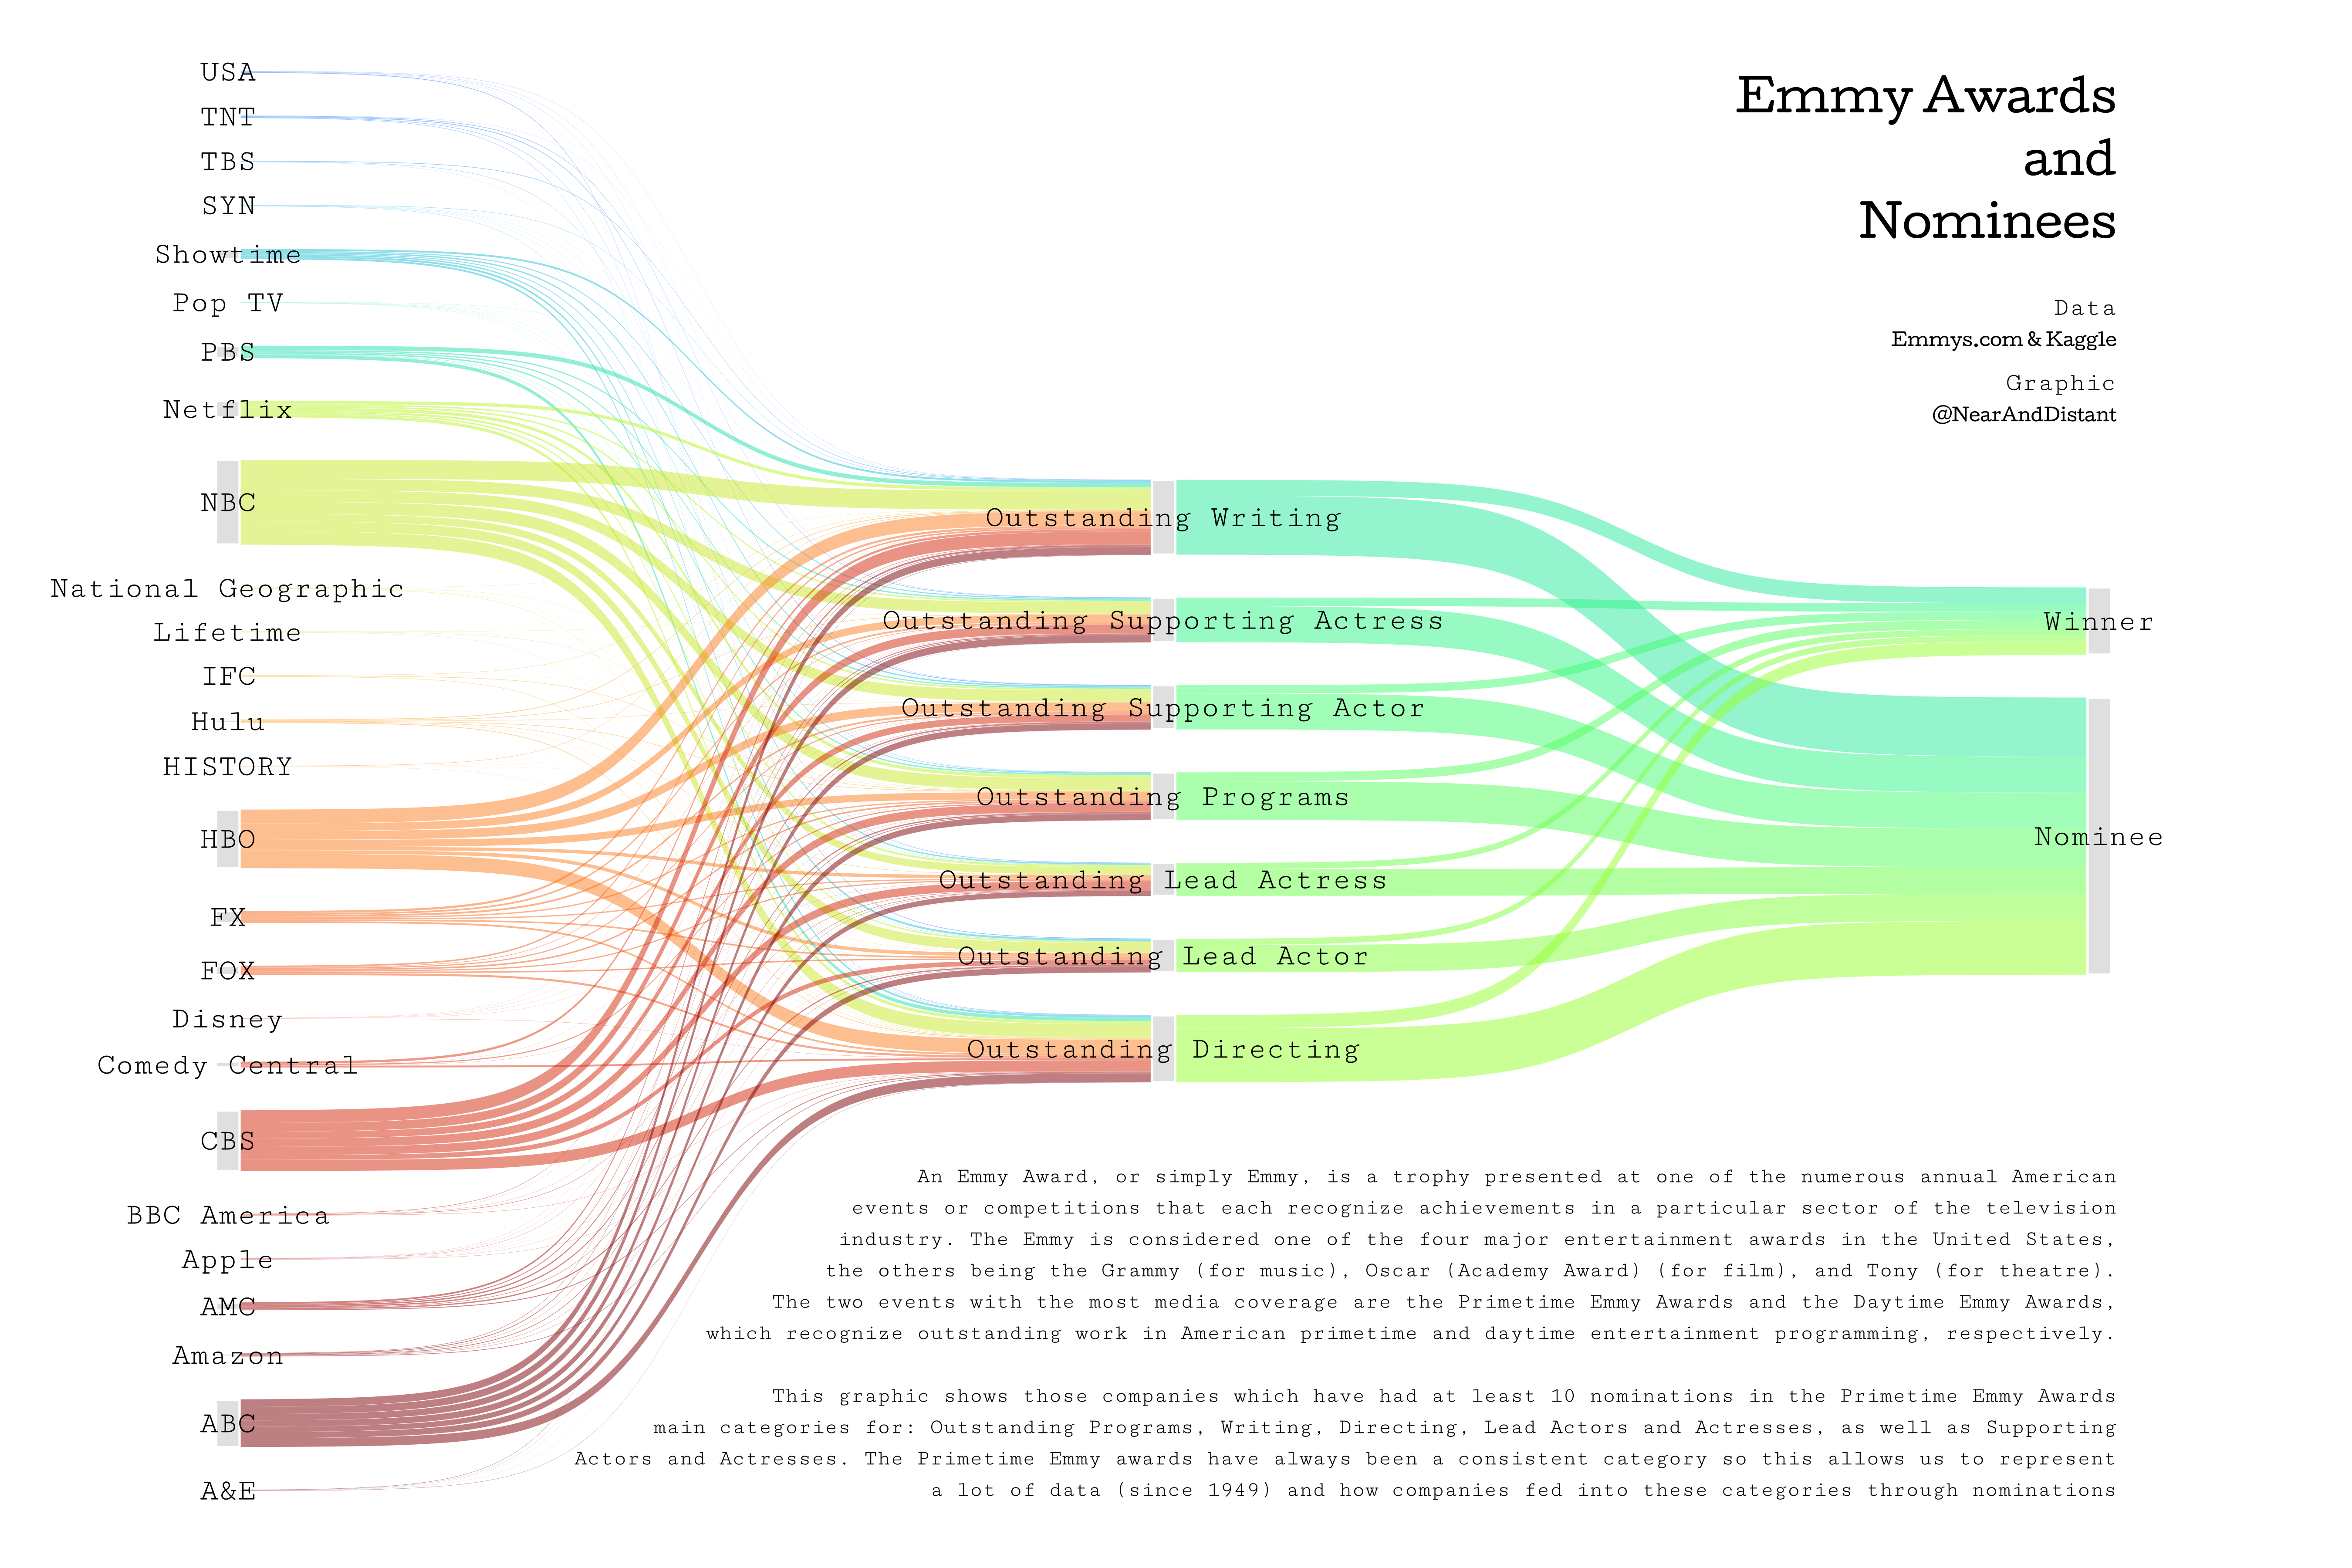 Emmy Awards
and
Nominees
Data
Emmys.com & Kaggle
Graphic
@NearAndDistant
USA
TNT
TBS
SYN
Showtime
Pop TV
PBS
Netflix
NBC
National Geographic
Lifetime
IFC
Hulu
HISTORY
HBO
FX
FOX
Disney
Comedy Central
CBS
BBC America
Apple
AMC
Amazon
ABC
A&E
Outstanding Writing
Outstanding Supporting Actress
Outstanding Supporting Actor
Outstanding Programs
Outstanding Lead Actress
Outstanding Lead Actor
Outstanding Directing
Winner
Nominee
An Emmy Award, or simply Emmy, is a trophy presented at one of the numerous annual American
events or competitions that each recognize achievements in a particular sector of the television
industry. The Emmy is considered one of the four major entertainment awards in the United States,
the others being the Grammy (for music), Oscar (Academy Award) (for film), and Tony (for theatre).
The two events with the most media coverage are the Primetime Emmy Awards and the Daytime Emmy Awards,
which recognize outstanding work in American primetime and daytime entertainment programming, respectively.
This graphic shows those companies which have had at least 10 nominations in the Primetime Emmy Awards
main categories for: Outstanding Programs, Writing, Directing, Lead Actors and Actresses, as well as Supporting
Actors and Actresses. The Primetime Emmy awards have always been a consistent category so this allows us to represent
a lot of data (since 1949) and how companies fed into these categories through nominations